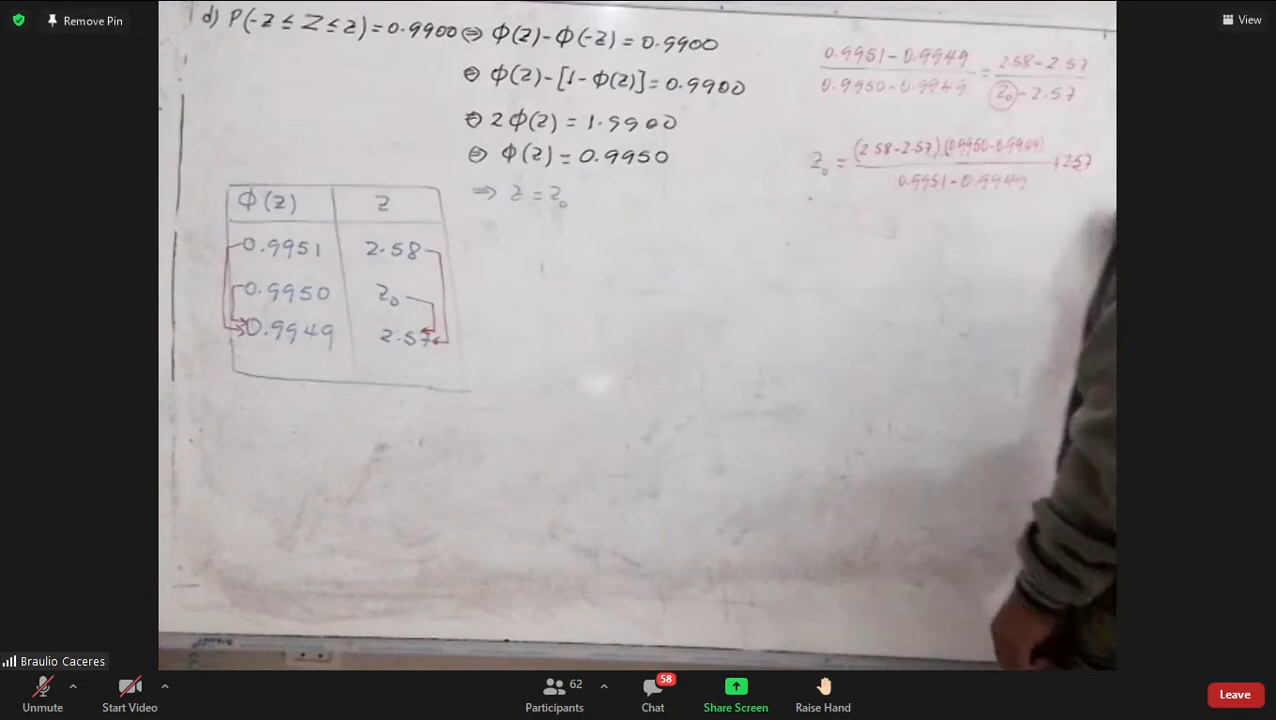 Remove Pin
View
d) P(-z ≤ Z ≤ z) = 0.9900 ⇔ Φ(z) - Φ(-z) = 0.9900
⇔ Φ(z) - [1 - Φ(z)] = 0.9900
⇔ 2Φ(z) = 1.9900
⇔ Φ(z) = 0.9950
⇒ z = z₀
Φ(z) z
0.9951 2.58
0.9950 z₀
0.9949 2.57
0.9951 - 0.9949 / 0.9950 - 0.9949 = 2.58 - 2.57 / z₀ - 2.57
z₀ = (2.58 - 2.57)(0.9950 - 0.9949) / 0.9951 - 0.9949 + 2.57
Braulio Caceres
Unmute
Start Video
62
Participants
58
Chat
Share Screen
Raise Hand
Leave